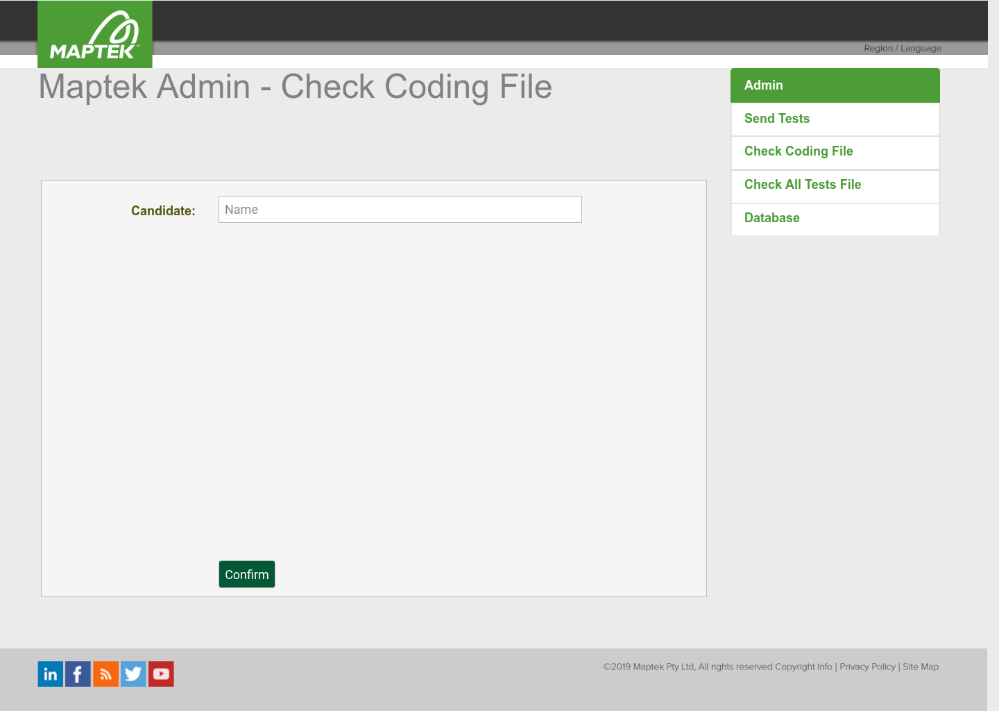 MAPTEK
Region / Language
Maptek Admin - Check Coding File
Admin
Send Tests
Check Coding File
Check All Tests File
Database
Candidate: Name
Confirm
in f
©2019 Maptek Pty Ltd, All rights reserved Copyright Info | Privacy Policy | Site Map